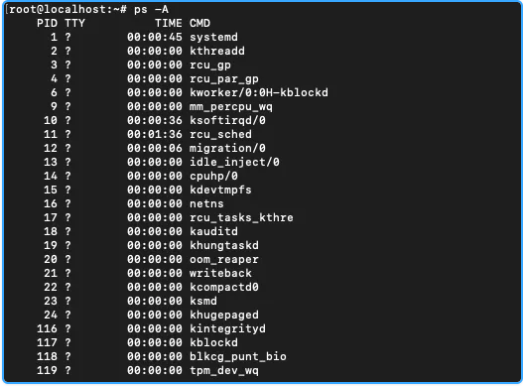 [root@localhost:~# ps -A
PID TTY TIME CMD
1 ? 00:00:45 systemd
2 ? 00:00:00 kthreadd
3 ? 00:00:00 rcu_gp
4 ? 00:00:00 rcu_par_gp
6 ? 00:00:00 kworker/0:0H-kblockd
9 ? 00:00:00 mm_percpu_wq
10 ? 00:00:36 ksoftirqd/0
11 ? 00:01:36 rcu_sched
12 ? 00:00:06 migration/0
13 ? 00:00:00 idle_inject/0
14 ? 00:00:00 cpuhp/0
15 ? 00:00:00 kdevtmpfs
16 ? 00:00:00 netns
17 ? 00:00:00 rcu_tasks_kthre
18 ? 00:00:00 kauditd
19 ? 00:00:00 khungtaskd
20 ? 00:00:00 oom_reaper
21 ? 00:00:00 writeback
22 ? 00:00:00 kcompactd0
23 ? 00:00:00 ksmd
24 ? 00:00:00 khugepaged
116 ? 00:00:00 kintegrityd
117 ? 00:00:00 kblockd
118 ? 00:00:00 blkcg_punt_bio
119 ? 00:00:00 tpm_dev_wq